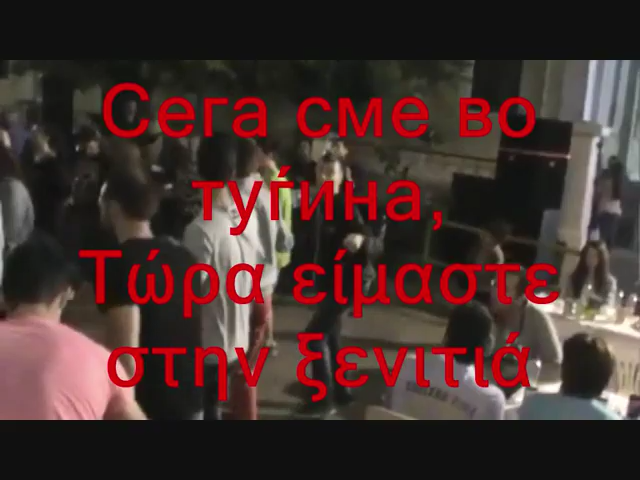 Сега сме во
туѓина,
Τώρα είμαστε
στην ξενιτιά